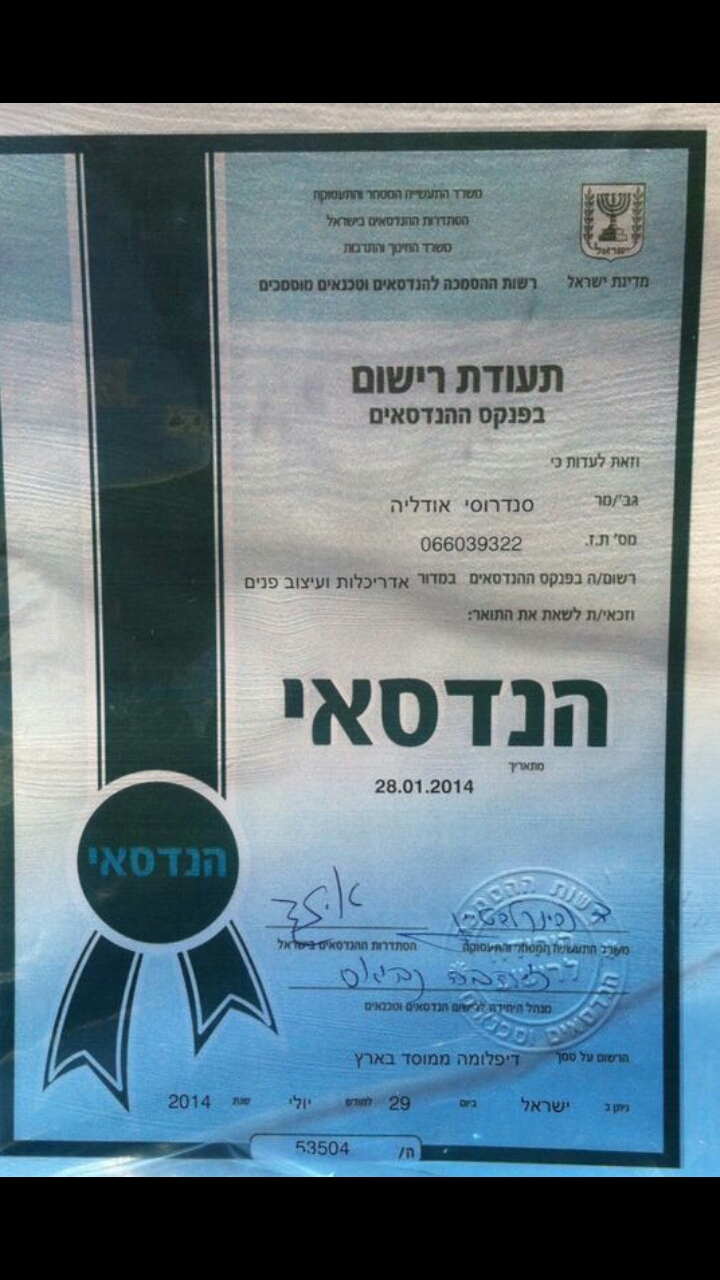 משרד התעשייה המסחר והתעסוקה
הסתדרות ההנדסאים בישראל
משרד החינוך והתרבות
ישראל
מדינת ישראל
רשות ההסמכה להנדסאים וטכנאים מוסמכים
תעודת רישום
בפנקס ההנדסאים
וזאת לעדות כי
גב'/מר סנדרוסי אודליה
מס' ת.ז. 066039322
רשום/ה בפנקס ההנדסאים במדור אדריכלות ועיצוב פנים
וזכאי/ת לשאת את התואר:
הנדסאי
מתאריך
28.01.2014
הנדסאי
משרד התעשיה המסחר והתעסוקה הסתדרות ההנדסאים בישראל
מנהל היחידה לרישום הנדסאים וטכנאים
הרשום על סמך דיפלומה ממוסד בארץ
ניתן ב ישראל ביום 29 לחודש יולי שנת 2014
ה/ 53504